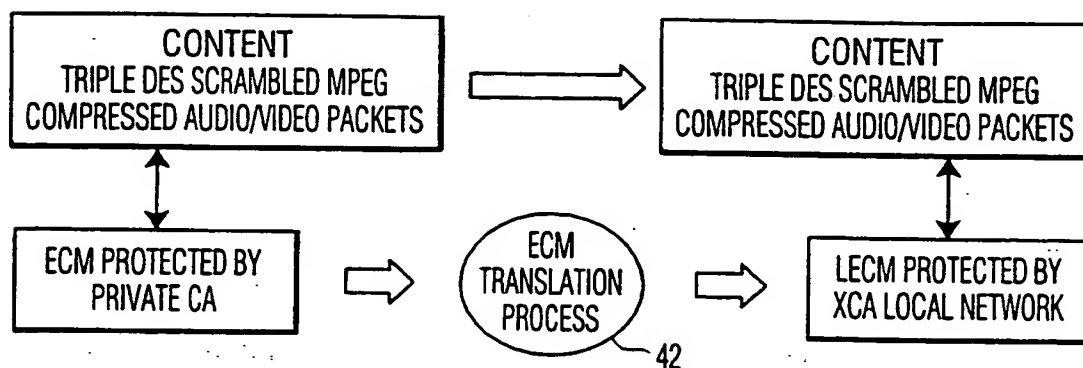 CONTENT
TRIPLE DES SCRAMBLED MPEG
COMPRESSED AUDIO/VIDEO PACKETS
CONTENT
TRIPLE DES SCRAMBLED MPEG
COMPRESSED AUDIO/VIDEO PACKETS
ECM PROTECTED BY
PRIVATE CA
ECM
TRANSLATION
PROCESS
42
LECM PROTECTED BY
XCA LOCAL NETWORK